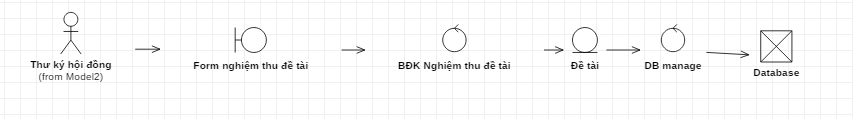 Thư ký hội đồng
(from Model2)
Form nghiệm thu đề tài
BĐK Nghiệm thu đề tài
Đề tài
DB manage
Database